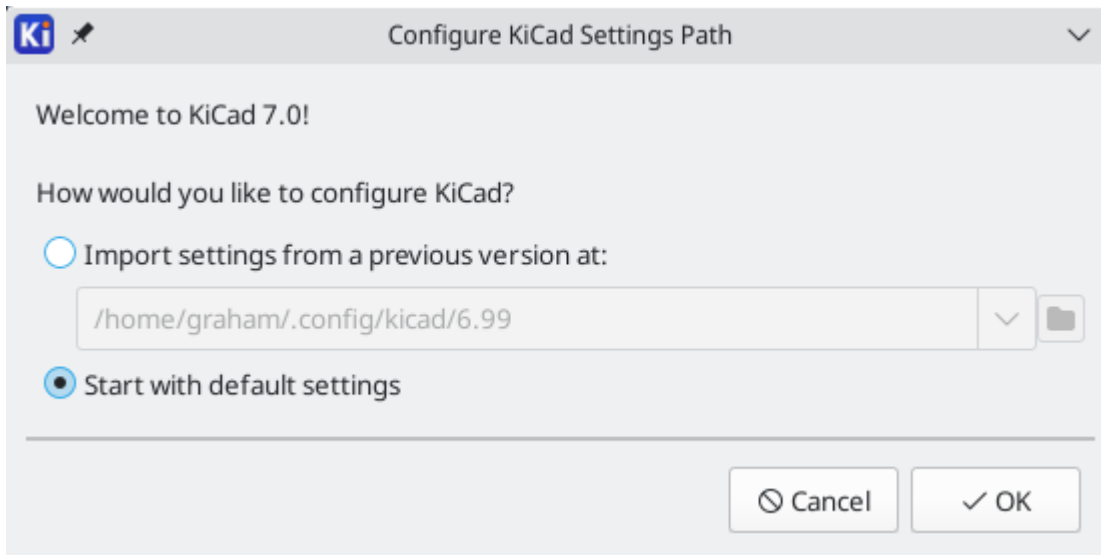 Ki Configure KiCad Settings Path
Welcome to KiCad 7.0!
How would you like to configure KiCad?
Import settings from a previous version at:
/home/graham/.config/kicad/6.99
Start with default settings
Cancel OK